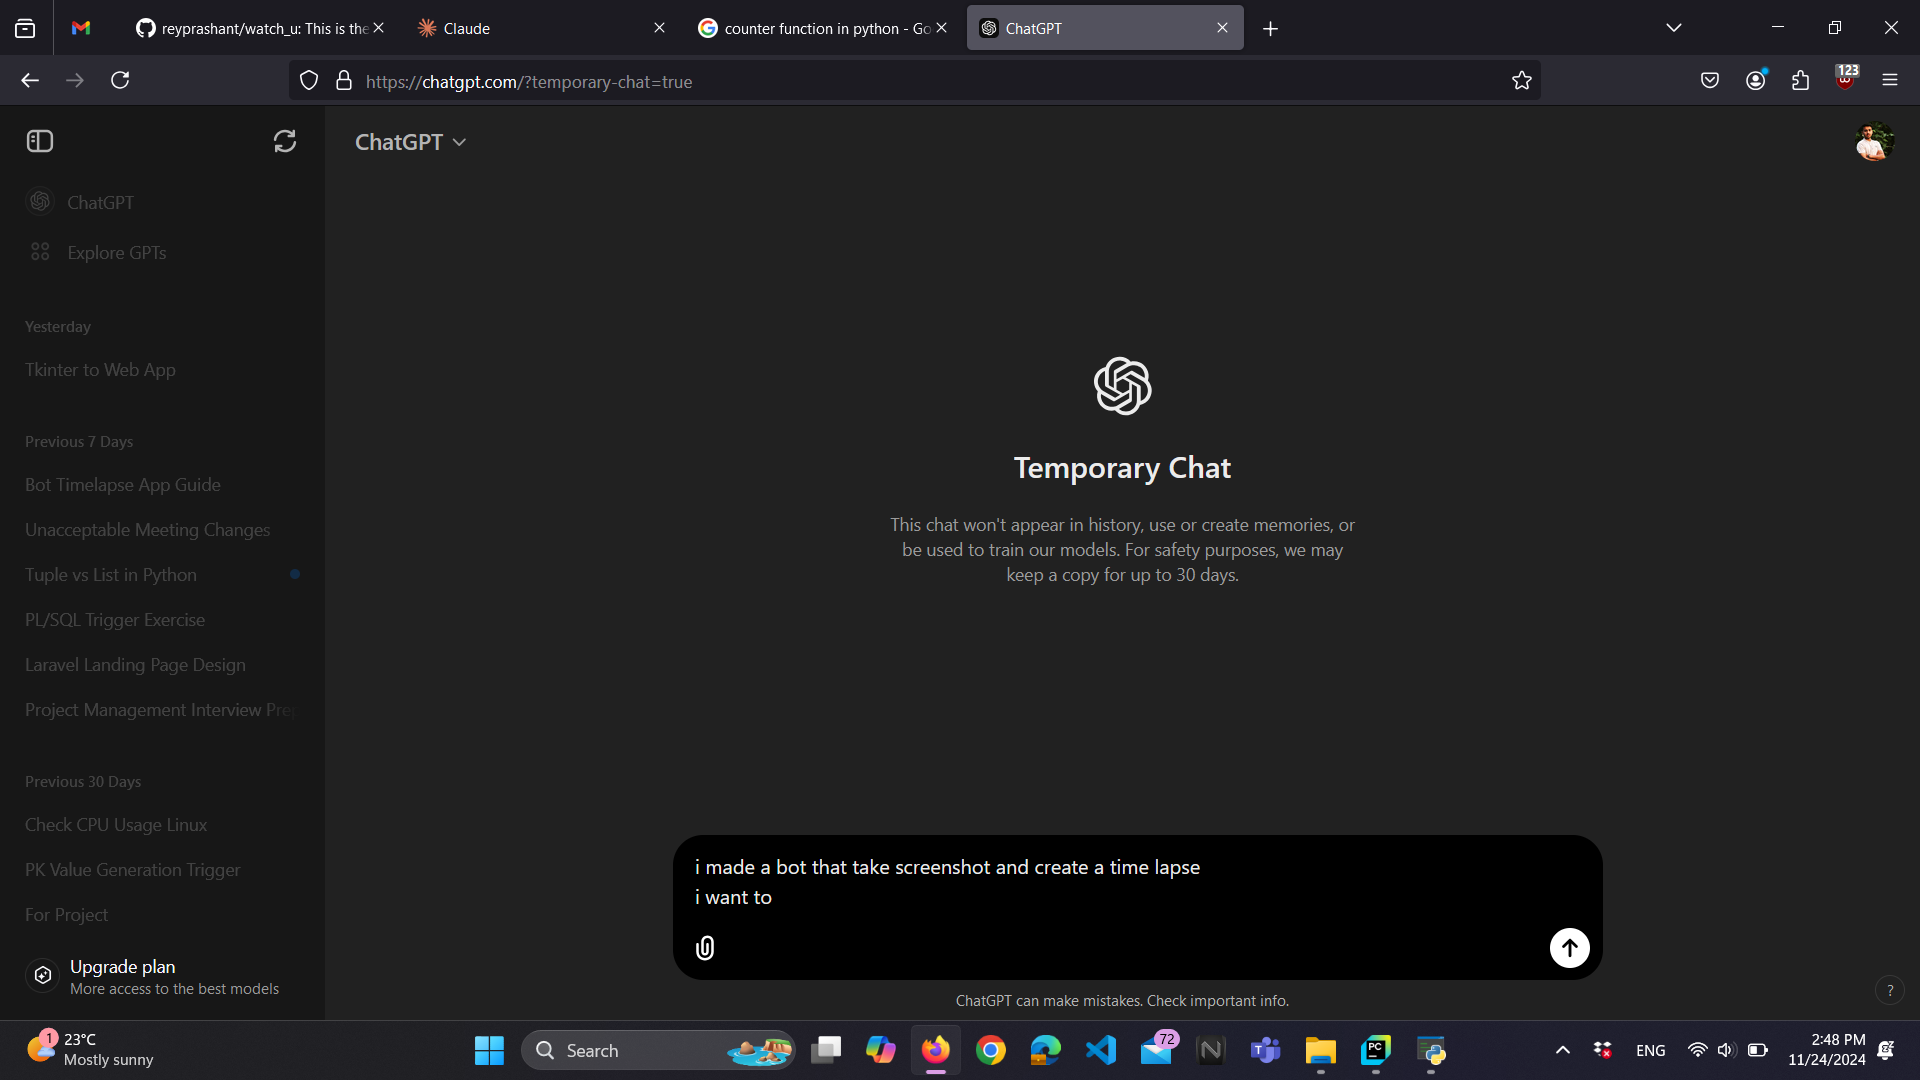 reyprashant/watch_u: This is the
Claude
counter function in python - Go
ChatGPT
https://chatgpt.com/?temporary-chat=true
123
ChatGPT
ChatGPT
Explore GPTs
Yesterday
Tkinter to Web App
Previous 7 Days
Bot Timelapse App Guide
Unacceptable Meeting Changes
Tuple vs List in Python
PL/SQL Trigger Exercise
Laravel Landing Page Design
Project Management Interview Prep
Previous 30 Days
Check CPU Usage Linux
PK Value Generation Trigger
For Project
Upgrade plan
More access to the best models
Temporary Chat
This chat won't appear in history, use or create memories, or
be used to train our models. For safety purposes, we may
keep a copy for up to 30 days.
i made a bot that take screenshot and create a time lapse
i want to
ChatGPT can make mistakes. Check important info.
?
1
23°C
Mostly sunny
Search
72
PC
ENG
2:48 PM
11/24/2024